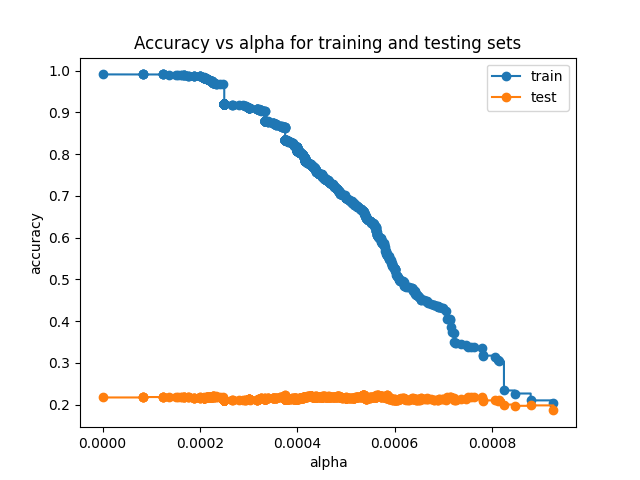 Accuracy vs alpha for training and testing sets
train
test
accuracy
1.0
0.9
0.8
0.7
0.6
0.5
0.4
0.3
0.2
0.0000 0.0002 0.0004 0.0006 0.0008
alpha